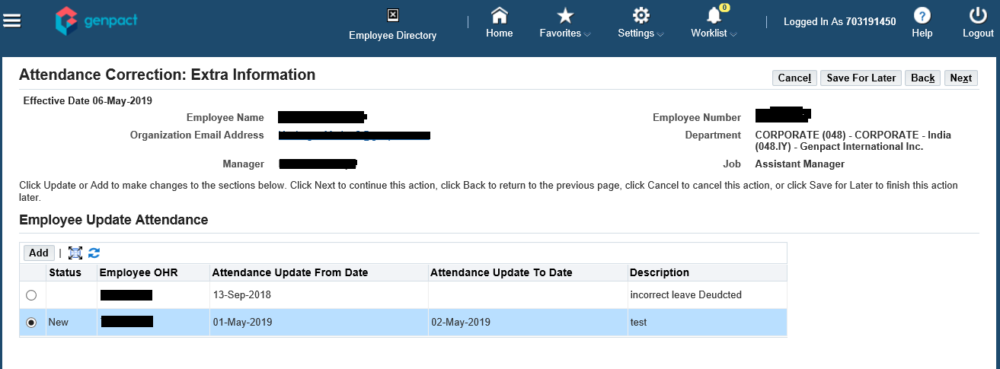 genpact
Employee Directory
Home
Favorites
Settings
0
Worklist
Logged In As 703191450
?
Help
Logout
Attendance Correction: Extra Information
Cancel
Save For Later
Back
Next
Effective Date 06-May-2019
Employee Name
Employee Number
Organization Email Address
Department CORPORATE (048) - CORPORATE - India
(048.IY) - Genpact International Inc.
Manager
Job Assistant Manager
Click Update or Add to make changes to the sections below. Click Next to continue this action, click Back to return to the previous page, click Cancel to cancel this action, or click Save for Later to finish this action
later.
Employee Update Attendance
Add |
Status Employee OHR Attendance Update From Date Attendance Update To Date Description
13-Sep-2018 incorrect leave Deudcted
New 01-May-2019 02-May-2019 test